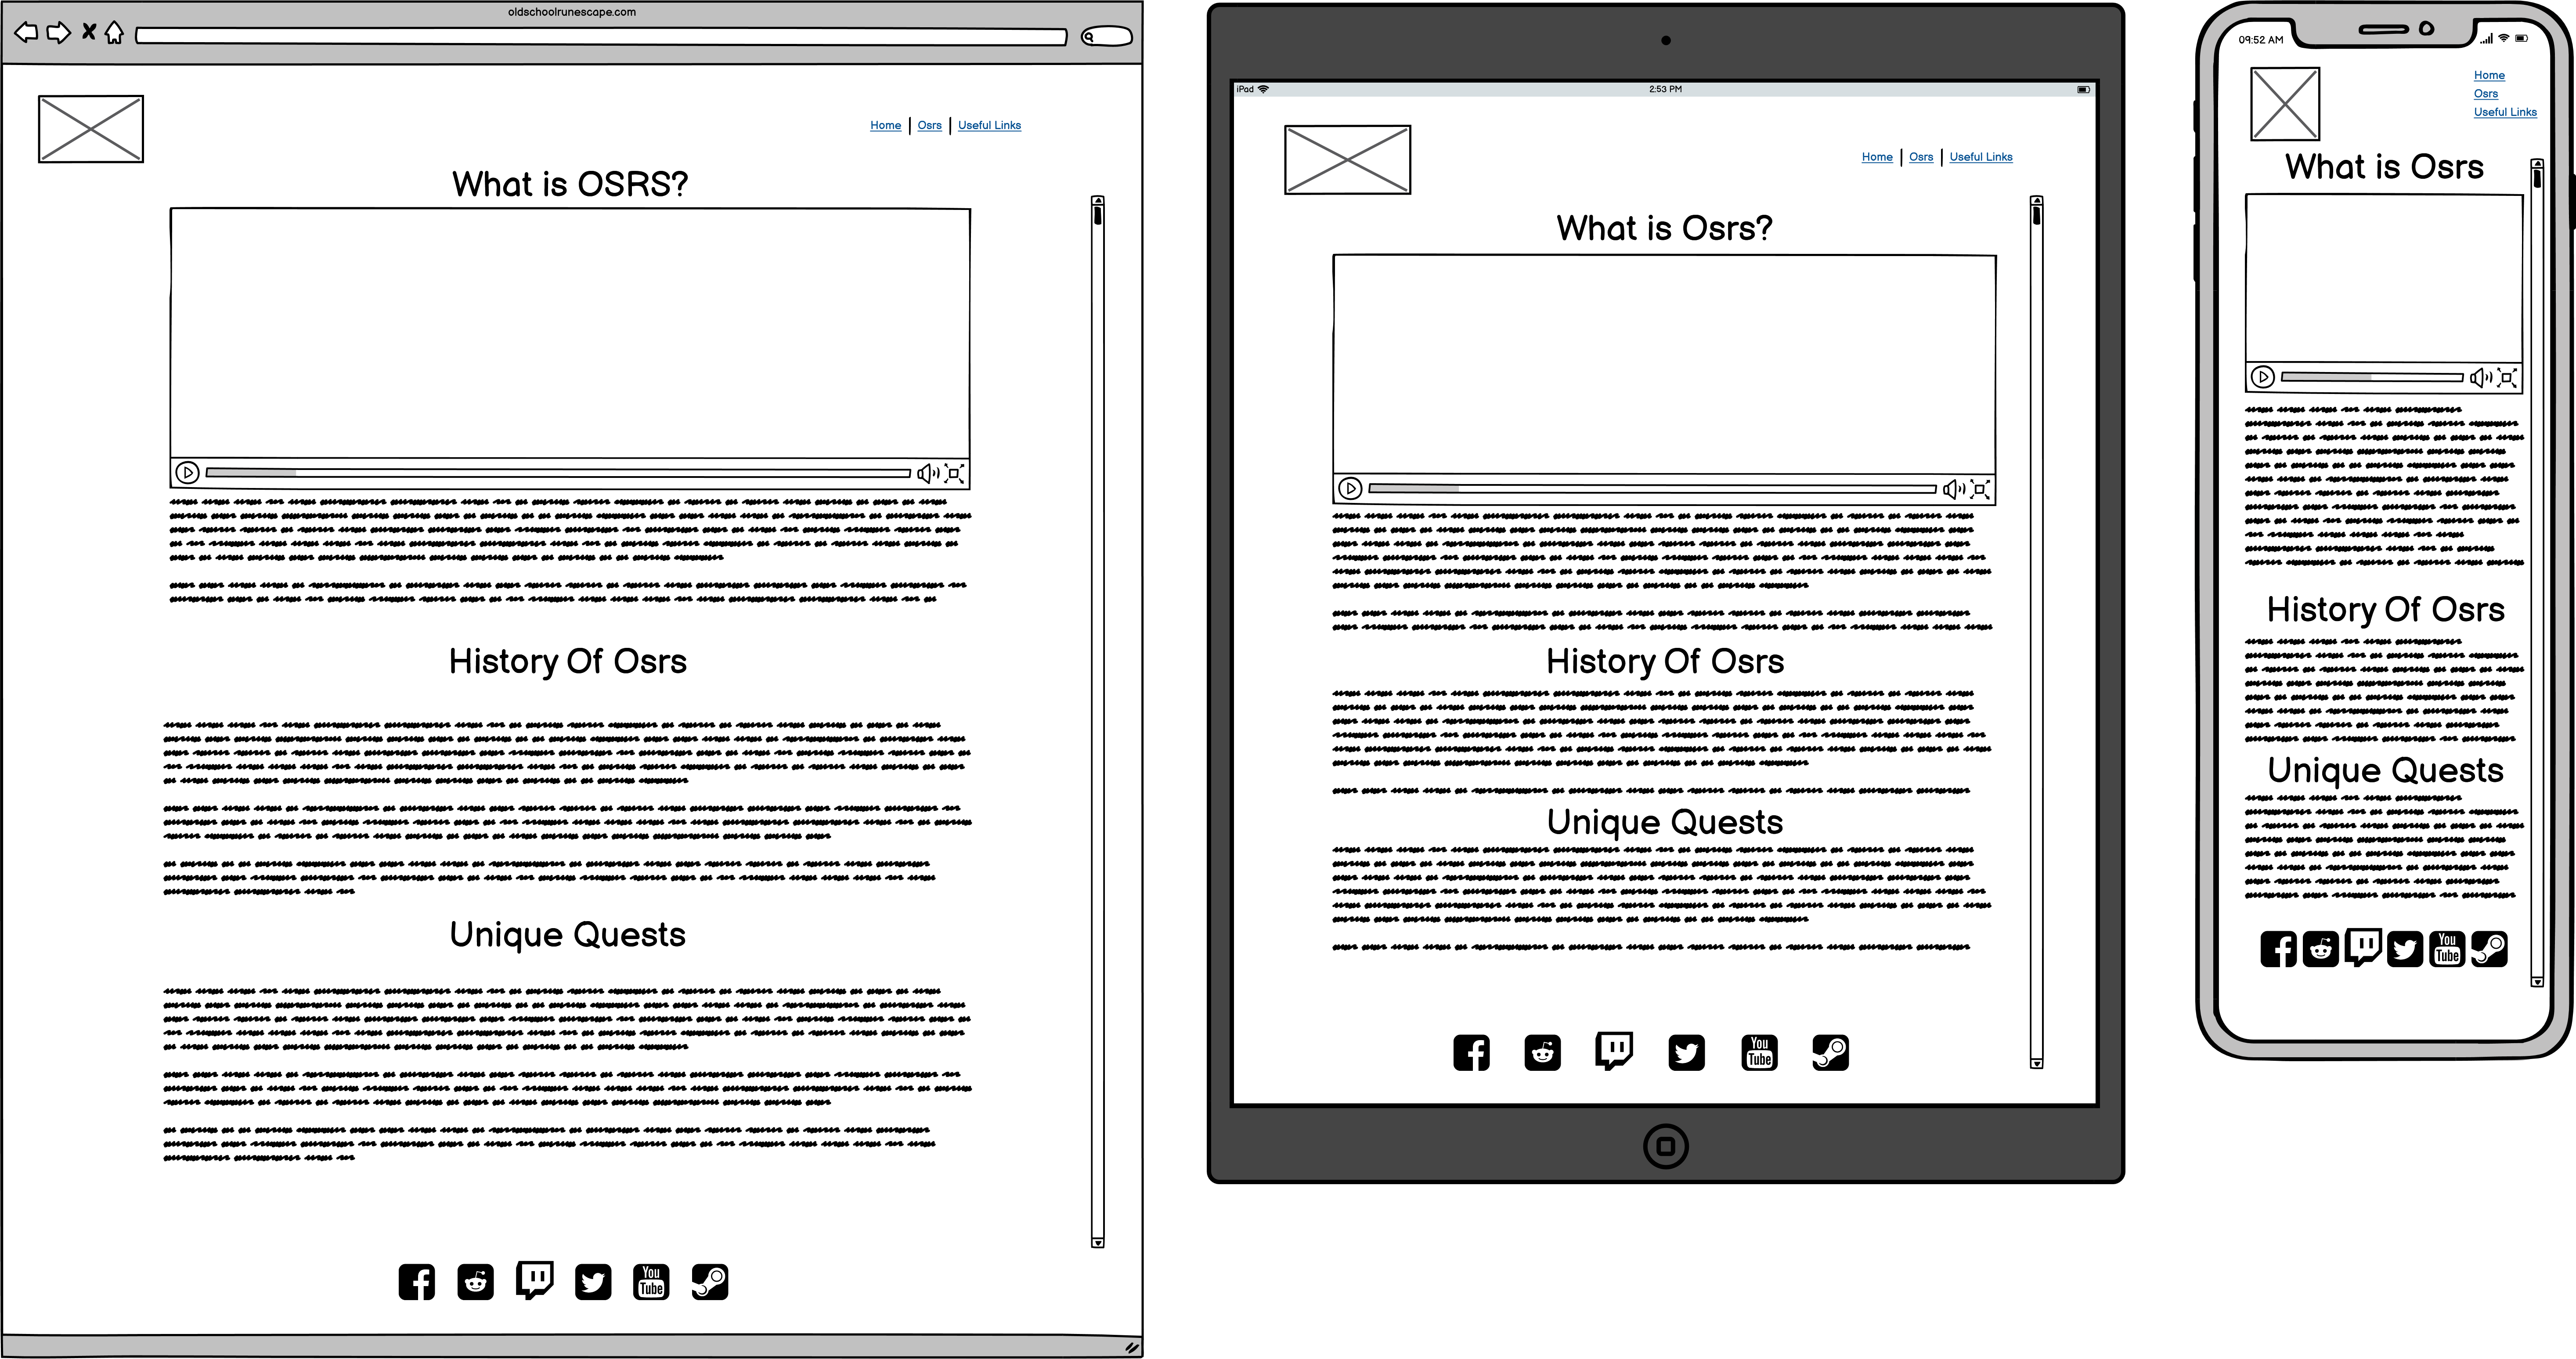 oldschoolrunescape.com
Home | Osrs | Useful Links
What is OSRS?
History Of Osrs
Unique Quests
You
Tube
iPad
2:53 PM
Home | Osrs | Useful Links
What is Osrs?
History Of Osrs
Unique Quests
You
Tube
09:52 AM
Home
Osrs
Useful Links
What is Osrs
History Of Osrs
Unique Quests
You
Tube